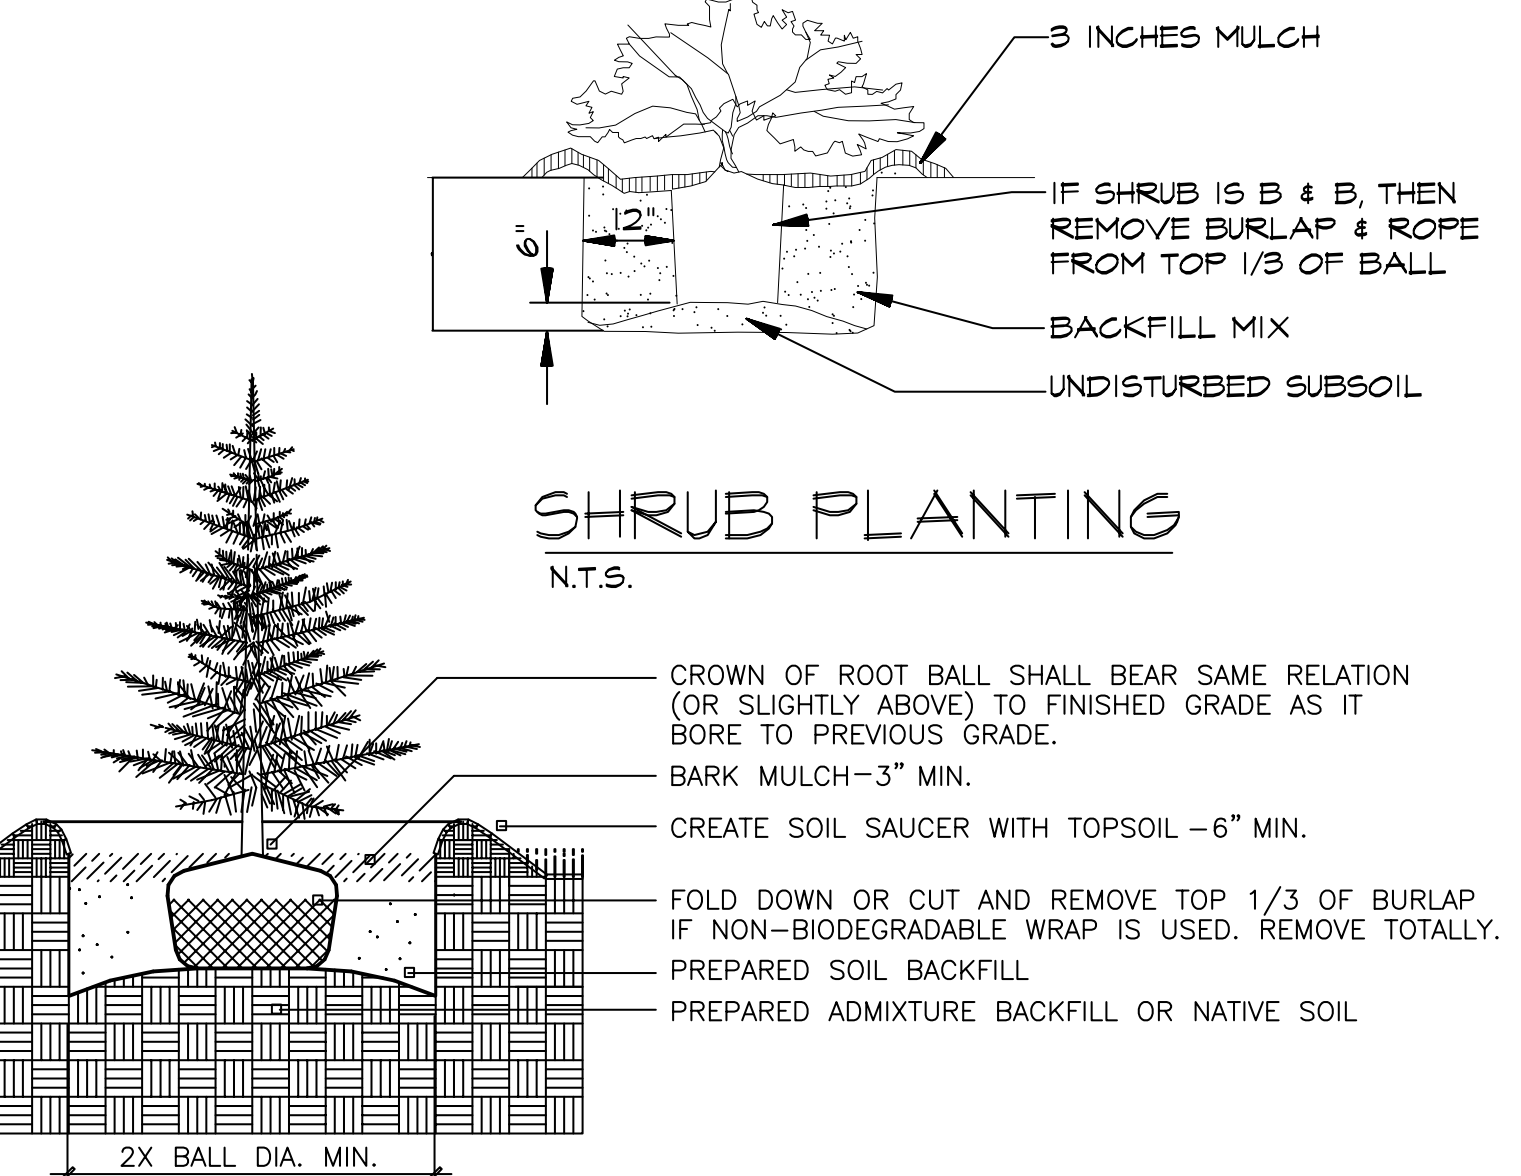 3 INCHES MULCH
IF SHRUB IS B & B, THEN
REMOVE BURLAP & ROPE
FROM TOP 1/3 OF BALL
12"
6"
BACKFILL MIX
UNDISTURBED SUBSOIL
SHRUB PLANTING
N.T.S.
CROWN OF ROOT BALL SHALL BEAR SAME RELATION
(OR SLIGHTLY ABOVE) TO FINISHED GRADE AS IT
BORE TO PREVIOUS GRADE.
BARK MULCH-3" MIN.
CREATE SOIL SAUCER WITH TOPSOIL -6" MIN.
FOLD DOWN OR CUT AND REMOVE TOP 1/3 OF BURLAP
IF NON-BIODEGRADABLE WRAP IS USED. REMOVE TOTALLY.
PREPARED SOIL BACKFILL
PREPARED ADMIXTURE BACKFILL OR NATIVE SOIL
2X BALL DIA. MIN.